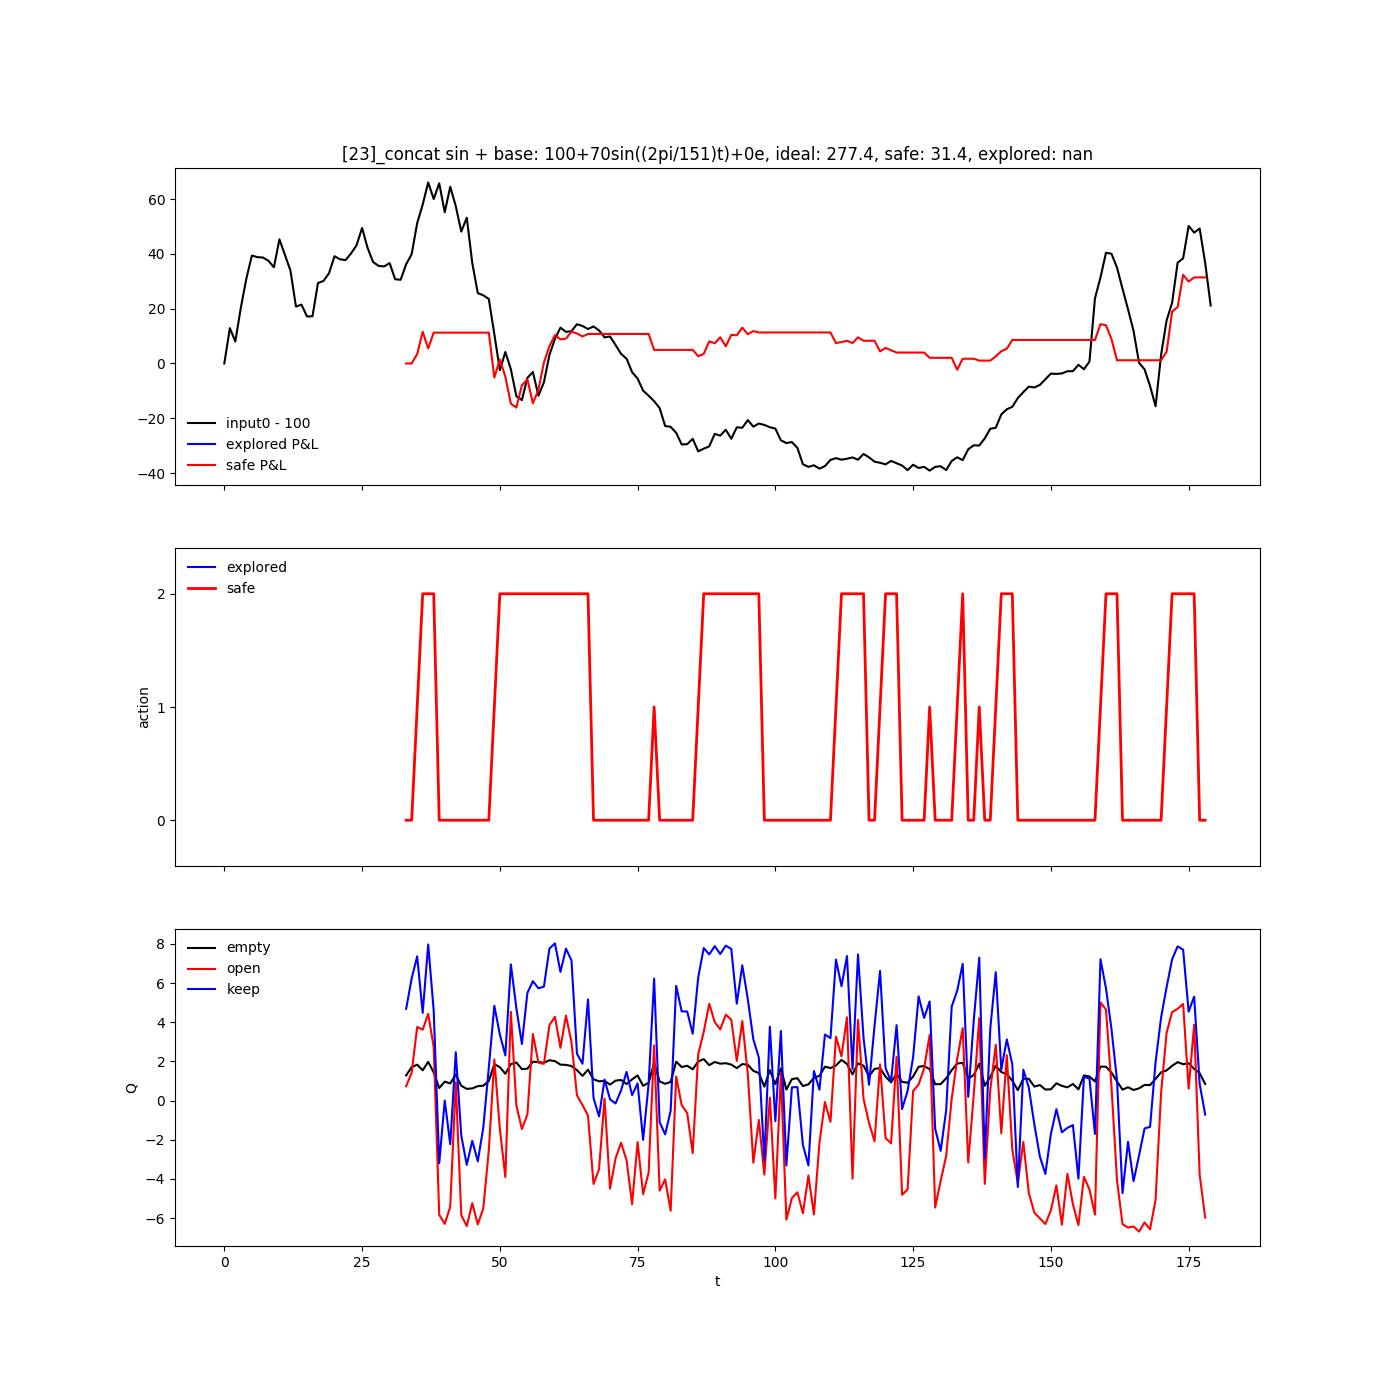 [23]_concat sin + base: 100+70sin((2pi/151)t)+0e, ideal: 277.4, safe: 31.4, explored: nan
60
40
20
0
−20
−40
input0 - 100
explored P&L
safe P&L
explored
safe
2
1
0
action
empty
open
keep
8
6
4
2
0
−2
−4
−6
Q
0 25 50 75 100 125 150 175
t